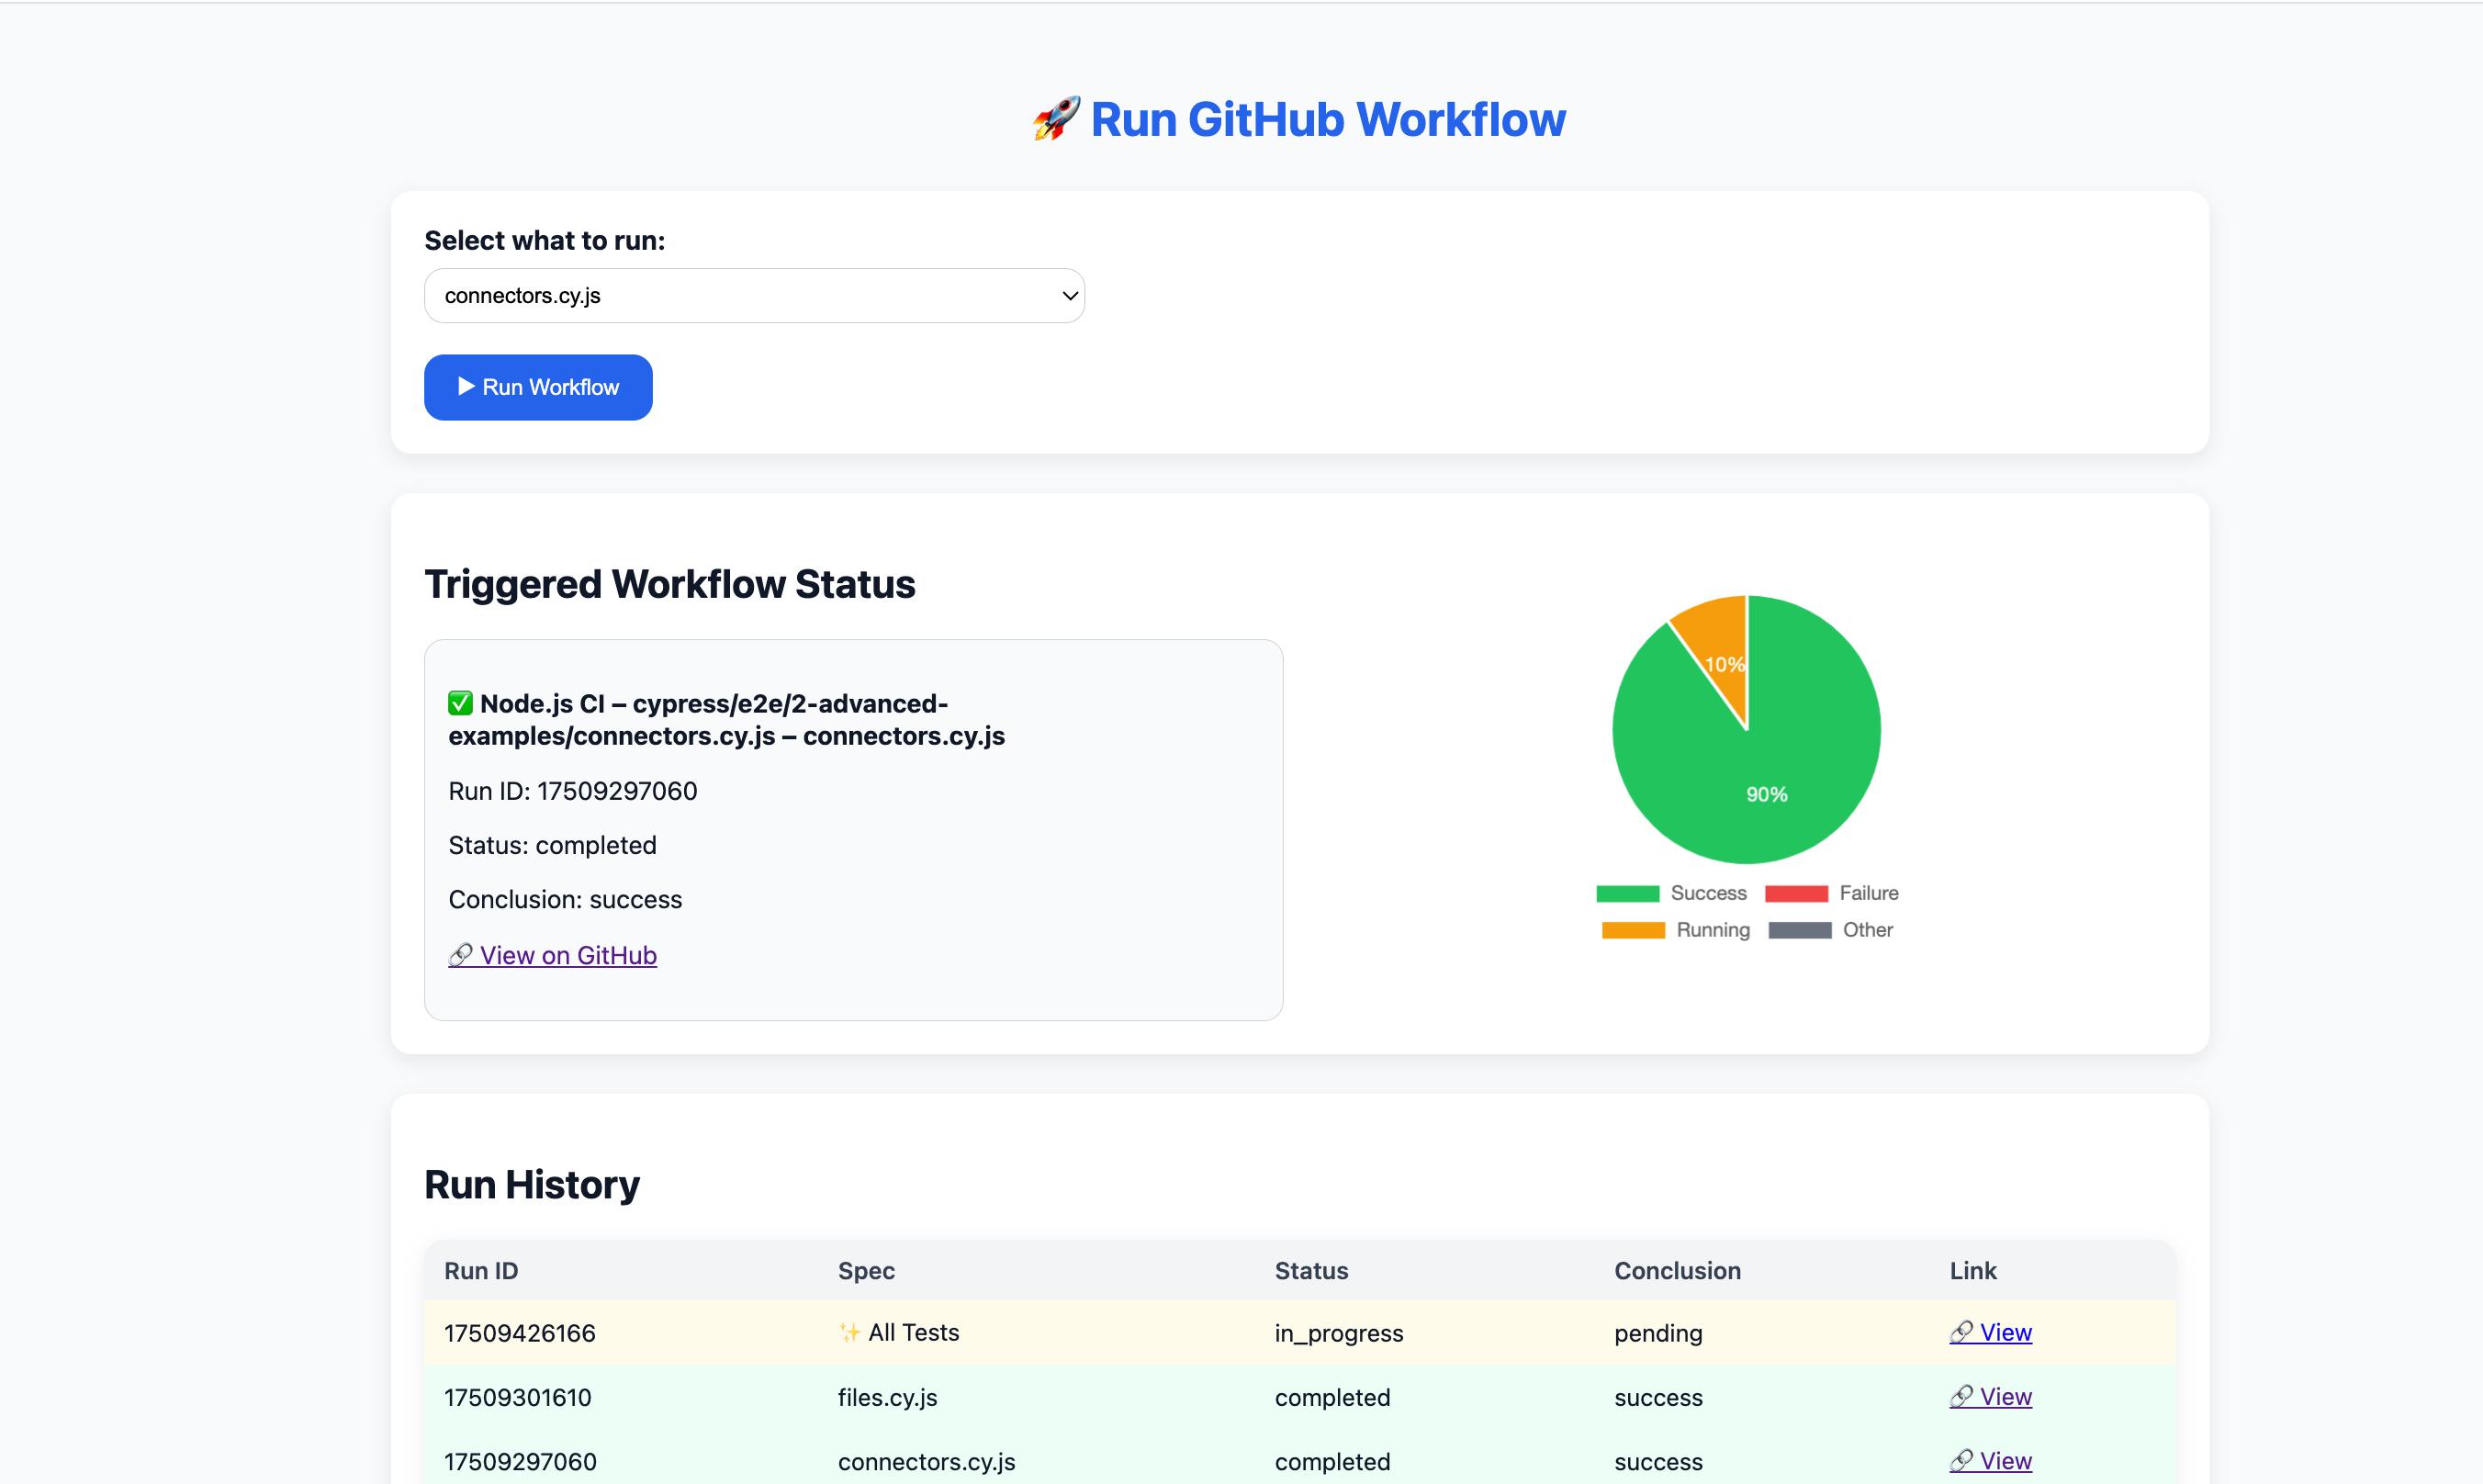 🚀 Run GitHub Workflow
Select what to run:
connectors.cy.js
▶ Run Workflow
Triggered Workflow Status
✅ Node.js CI – cypress/e2e/2-advanced-
examples/connectors.cy.js – connectors.cy.js
Run ID: 17509297060
Status: completed
Conclusion: success
🔗 View on GitHub
10%
90%
Success Failure
Running Other
Run History
Run ID Spec Status Conclusion Link
17509426166 ✨ All Tests in_progress pending 🔗 View
17509301610 files.cy.js completed success 🔗 View
17509297060 connectors.cy.js completed success 🔗 View